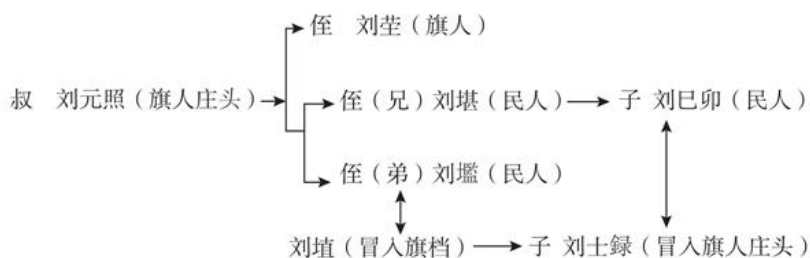 侄 刘茔（旗人）
叔 刘元照（旗人庄头）
侄（兄）刘堪（民人）
子 刘巳卯（民人）
侄（弟）刘壏（民人）
刘埴（冒入旗档）
子 刘士録（冒入旗人庄头）